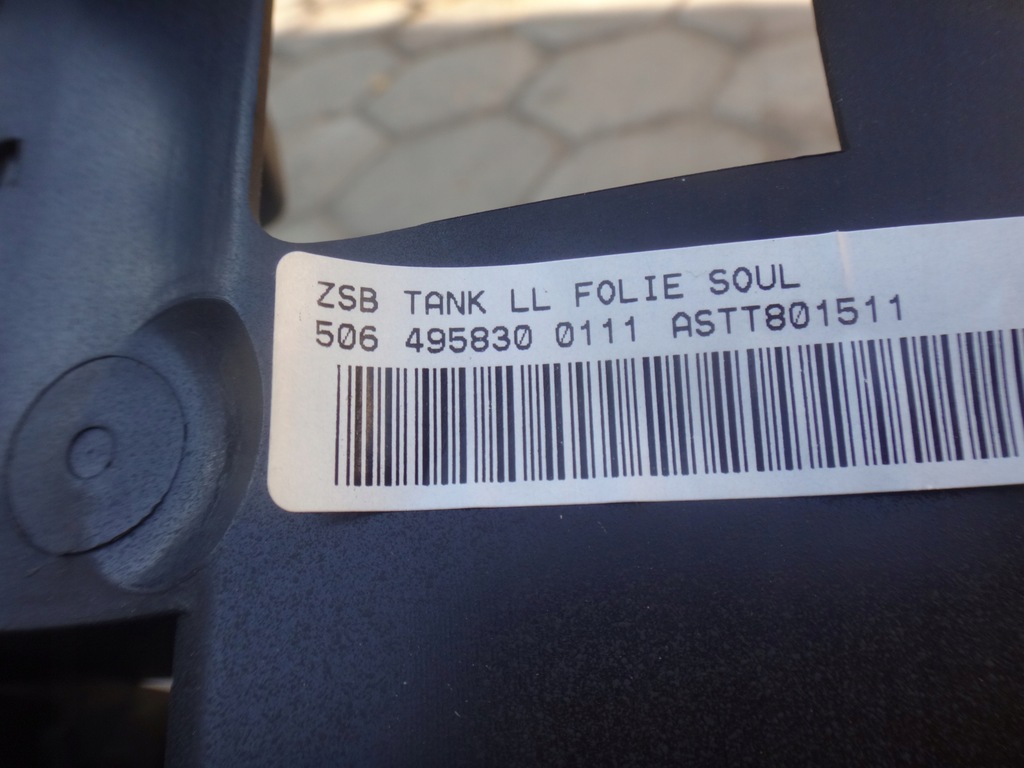 ZSB TANK LL FOLIE SOUL
506 495830 0111 ASTT801511